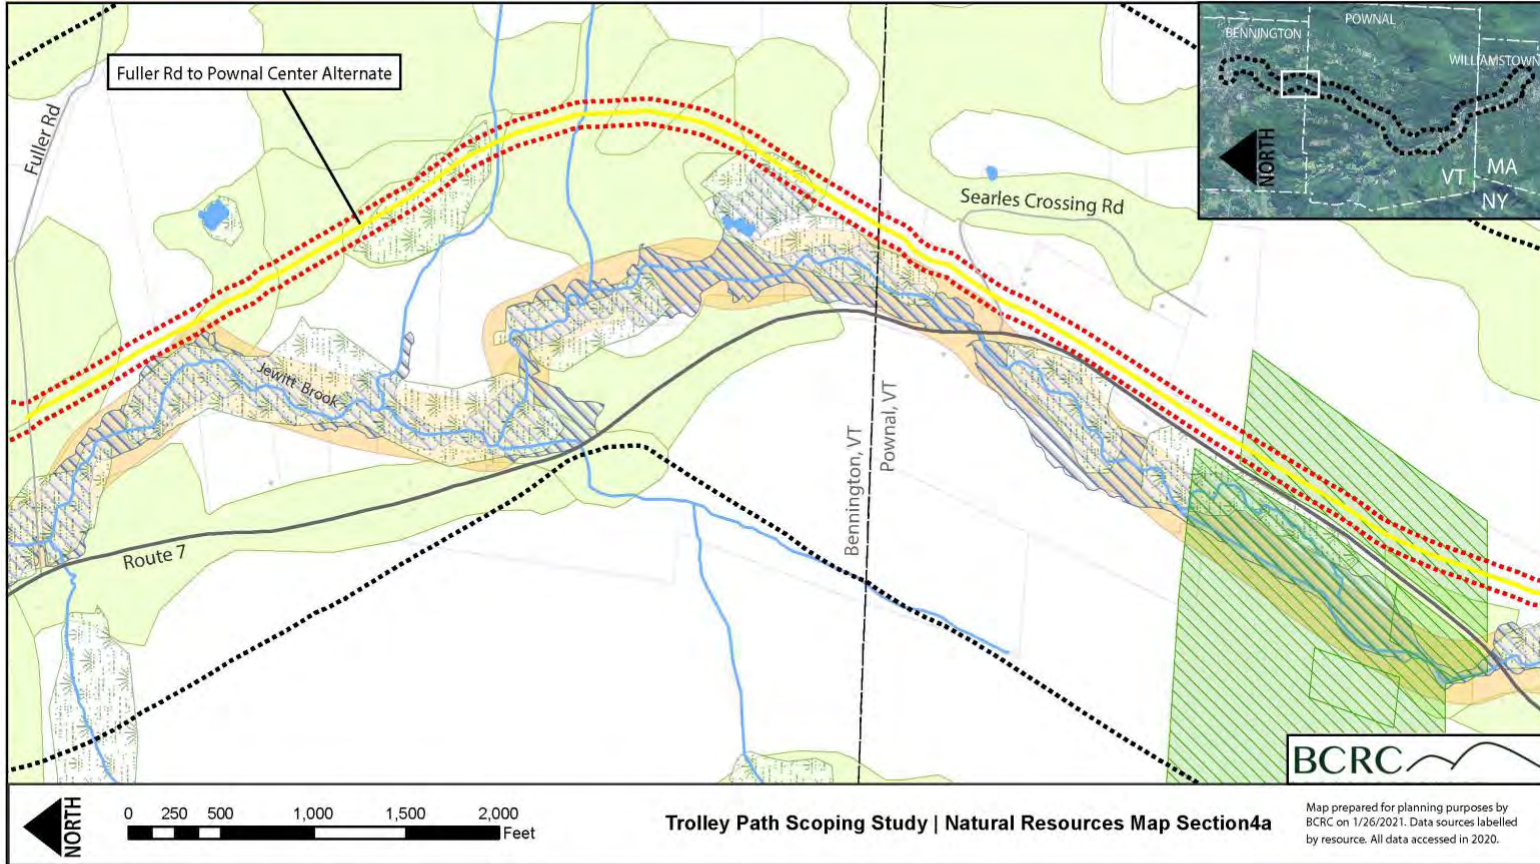 Fuller Rd to Pownal Center Alternate
Fuller Rd
POWNAL
BENNINGTON
WILLIAMSTOWN
NORTH
VT
MA
NY
Searles Crossing Rd
Jewitt Brook
Bennington, VT
Pownal, VT
Route 7
BCRC
NORTH
0 250 500 1,000 1,500 2,000
Feet
Trolley Path Scoping Study | Natural Resources Map Section4a
Map prepared for planning purposes by
BCRC on 1/26/2021. Data sources labelled
by resource. All data accessed in 2020.